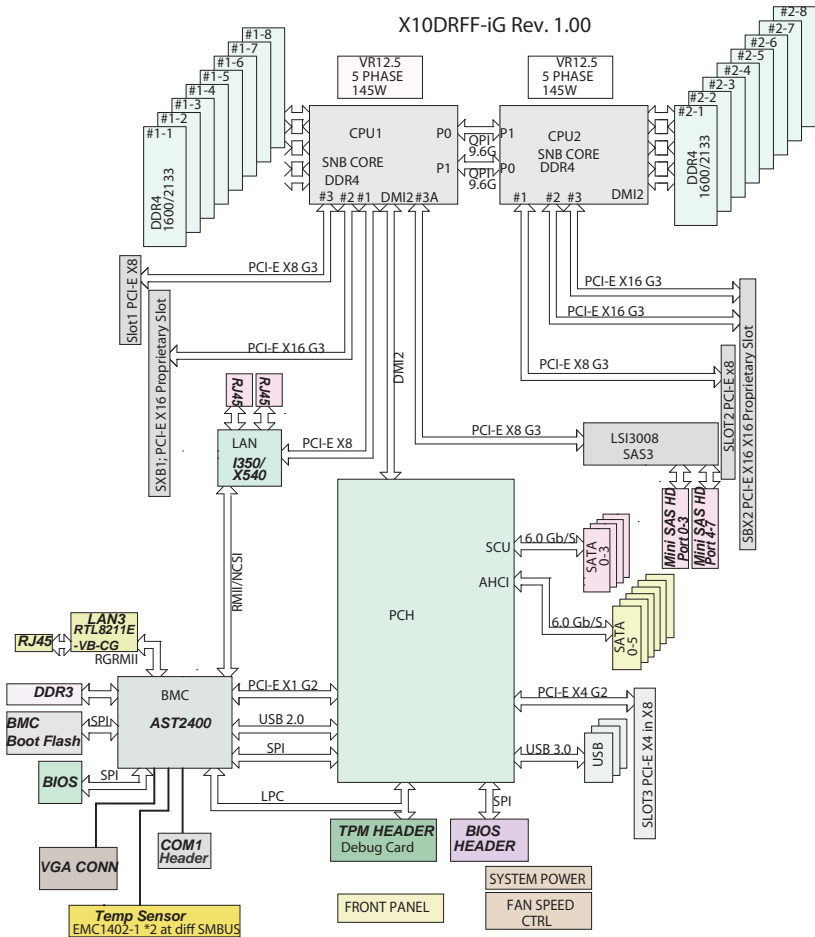 X10DRFF-iG Rev. 1.00
#1-8
#1-7
#1-6
#1-5
#1-4
#1-3
#1-2
#1-1
DDR4
1600/2133
VR12.5
5 PHASE
145W
VR12.5
5 PHASE
145W
#2-8
#2-7
#2-6
#2-5
#2-4
#2-3
#2-2
#2-1
DDR4
1600/2133
CPU1
SNB CORE
DDR4
P0
P1
#3
#2
#1
DMI2
#3A
QPI
9.6G
QPI
9.6G
P1
P0
CPU2
SNB CORE
DDR4
#1
#2
#3
DMI2
Slot1 PCI-E X8
PCI-E X8 G3
SXB1; PCI-E X16 Proprietary Slot
PCI-E X16 G3
PCI-E X16 G3
PCI-E X16 G3
PCI-E X8 G3
SLOT2 PCI-E x8
SBX2 PCI-E X16 X16 Proprietary Slot
DMI2
RJ45
RJ45
LAN
I350/
X540
PCI-E X8
PCI-E X8 G3
LSI3008
SAS3
Mini SAS HD
Port 0-3
Mini SAS HD
Port 4-7
RMII/NCSI
PCH
SCU
6.0 Gb/S
SATA
0-3
AHCI
6.0 Gb/S
SATA
0-5
RJ45
LAN3
RTL8211E
-VB-CG
RGRMII
DDR3
BMC
Boot Flash
SPI
BIOS
SPI
BMC
AST2400
PCI-E X1 G2
USB 2.0
SPI
LPC
PCI-E X4 G2
SLOT3 PCI-E X4 in X8
USB 3.0
USB
VGA CONN
COM1
Header
TPM HEADER
Debug Card
SPI
BIOS
HEADER
Temp Sensor
EMC1402-1 *2 at diff SMBUS
FRONT PANEL
SYSTEM POWER
FAN SPEED
CTRL